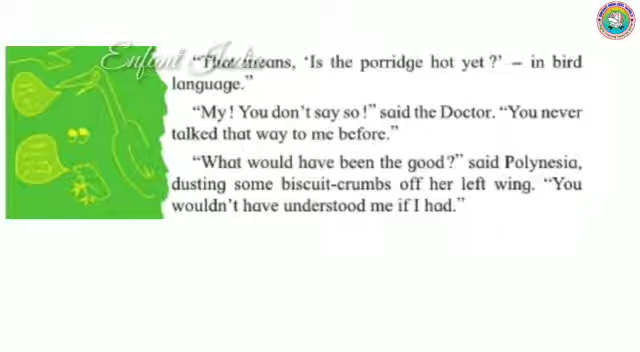 Enfant Jesus
"That means, 'Is the porridge hot yet?' – in bird
language."
"My! You don't say so!" said the Doctor. "You never
talked that way to me before."
"What would have been the good?" said Polynesia,
dusting some biscuit-crumbs off her left wing. "You
wouldn't have understood me if I had."